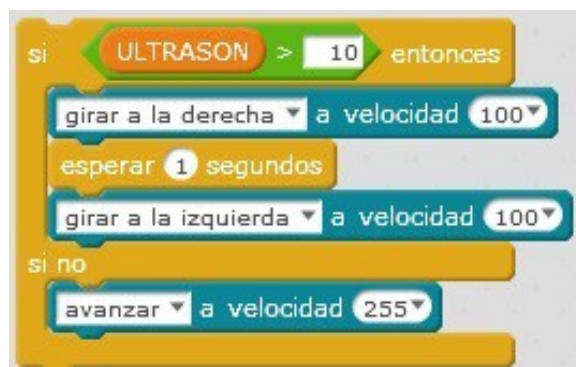 si ULTRASON > 10 entonces
girar a la derecha a velocidad 100
esperar 1 segundos
girar a la izquierda a velocidad 100
si no
avanzar a velocidad 255